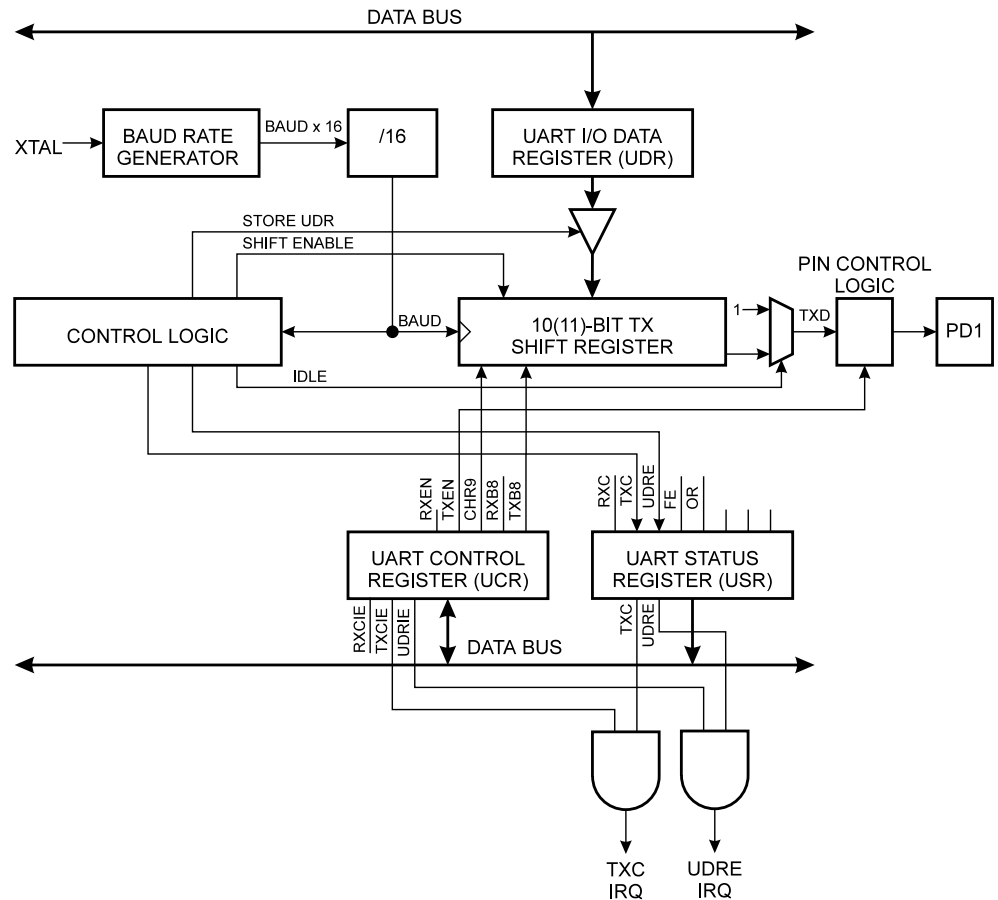 DATA BUS
XTAL
BAUD RATE
GENERATOR
BAUD x 16
/16
UART I/O DATA
REGISTER (UDR)
STORE UDR
SHIFT ENABLE
PIN CONTROL
LOGIC
CONTROL LOGIC
BAUD
10(11)-BIT TX
SHIFT REGISTER
1
TXD
PD1
IDLE
RXEN
TXEN
CHR9
RXB8
TXB8
RXC
TXC
UDRE
FE
OR
UART CONTROL
REGISTER (UCR)
UART STATUS
REGISTER (USR)
RXCIE
TXCIE
UDRIE
TXC
UDRE
DATA BUS
TXC
IRQ
UDRE
IRQ